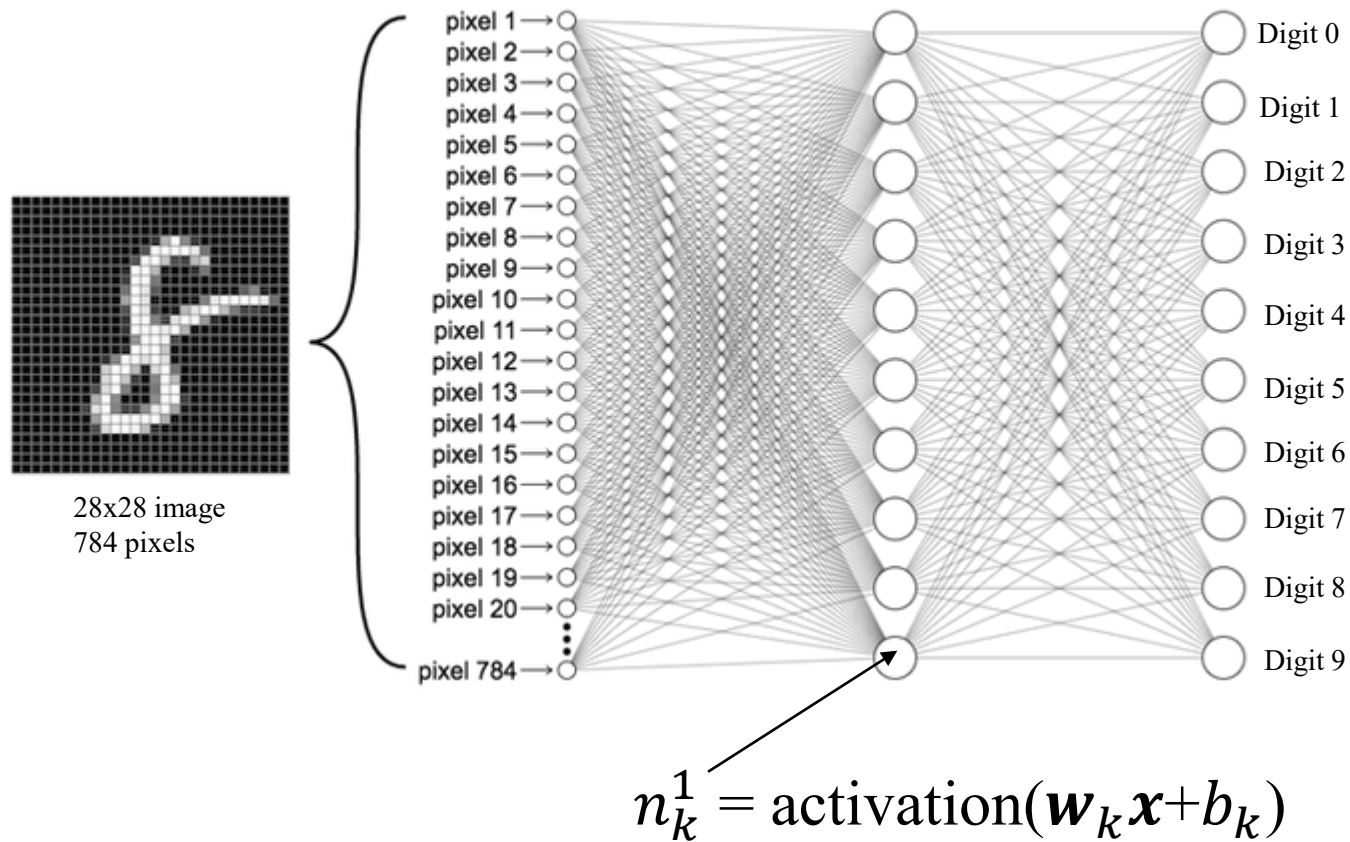 pixel 1
pixel 2
pixel 3
pixel 4
pixel 5
pixel 6
pixel 7
pixel 8
pixel 9
pixel 10
pixel 11
pixel 12
pixel 13
pixel 14
pixel 15
pixel 16
pixel 17
pixel 18
pixel 19
pixel 20
pixel 784
28x28 image
784 pixels
Digit 0
Digit 1
Digit 2
Digit 3
Digit 4
Digit 5
Digit 6
Digit 7
Digit 8
Digit 9
n_k^1 = activation(w_k x+b_k)